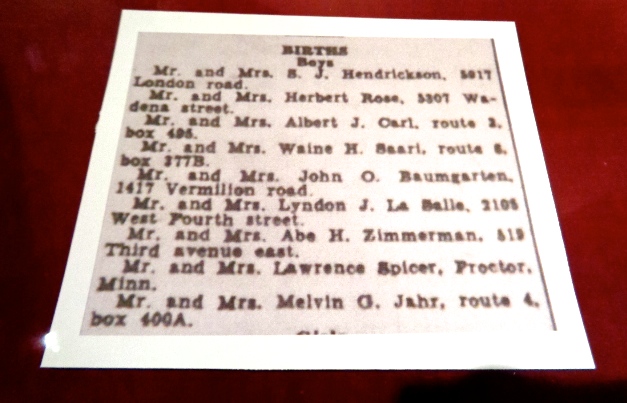 BIRTHS
Boys
Mr. and Mrs. S. J. Hendrickson, 5917
London road.
Mr. and Mrs. Herbert Rose, 5307 Wa-
dena street.
Mr. and Mrs. Albert J. Carl, route 2,
box 495.
Mr. and Mrs. Waine H. Saari, route 6,
box 377B.
Mr. and Mrs. John O. Baumgarten,
1417 Vermilion road.
Mr. and Mrs. Lyndon J. La Salle, 2105
West Fourth street.
Mr. and Mrs. Abe H. Zimmerman, 519
Third avenue east.
Mr. and Mrs. Lawrence Spicer, Proctor,
Minn.
Mr. and Mrs. Melvin G. Jahr, route 4,
box 400A.